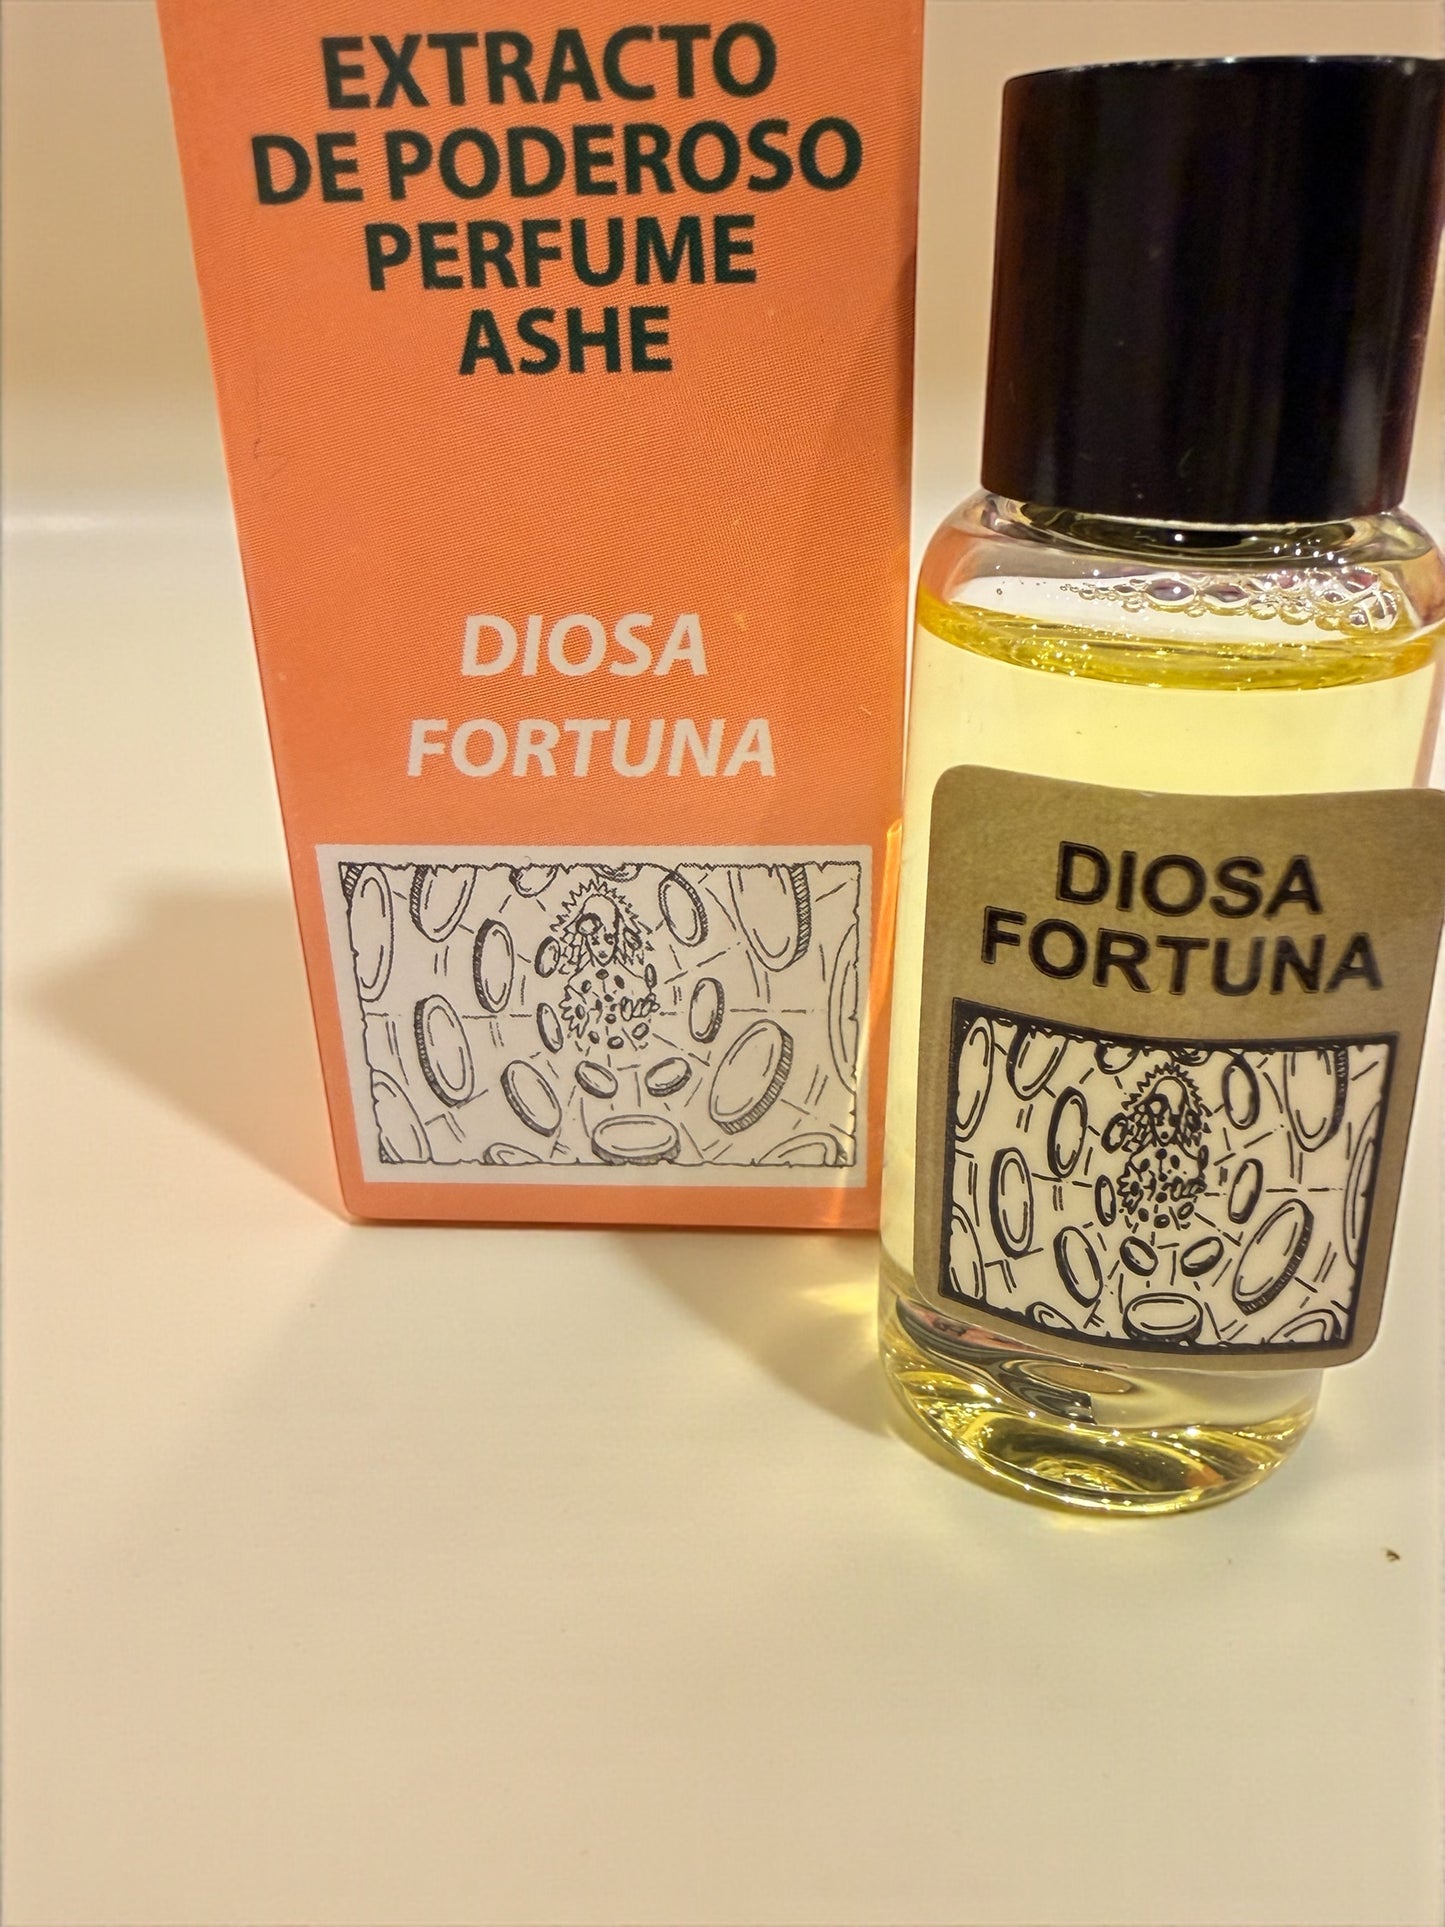 EXTRACTO
DE PODEROSO
PERFUME
ASHE
DIOSA
FORTUNA
DIOSA
FORTUNA